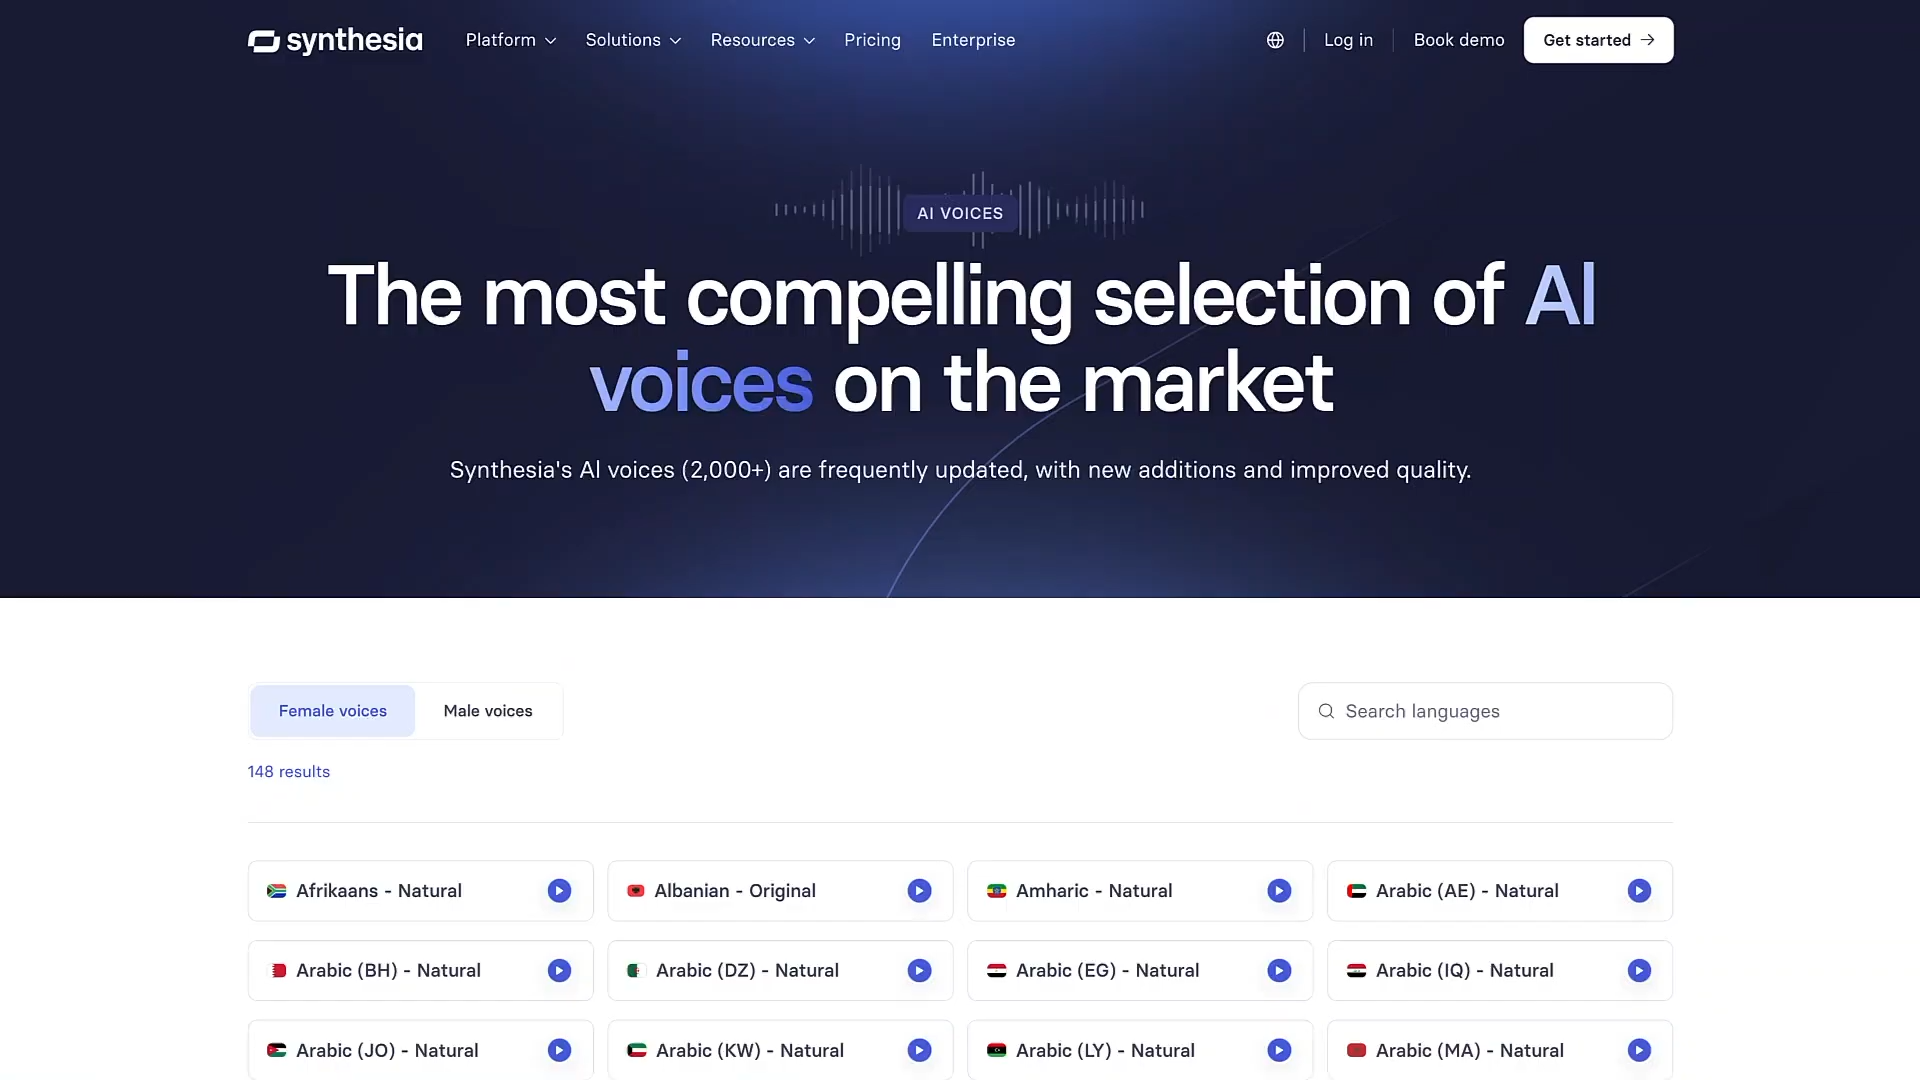 synthesia
Platform
Solutions
Resources
Pricing
Enterprise
Log in
Book demo
Get started
AI VOICES
The most compelling selection of AI
voices on the market
Synthesia's AI voices (2,000+) are frequently updated, with new additions and improved quality.
Female voices
Male voices
Search languages
148 results
Afrikaans - Natural
Albanian - Original
Amharic - Natural
Arabic (AE) - Natural
Arabic (BH) - Natural
Arabic (DZ) - Natural
Arabic (EG) - Natural
Arabic (IQ) - Natural
Arabic (JO) - Natural
Arabic (KW) - Natural
Arabic (LY) - Natural
Arabic (MA) - Natural